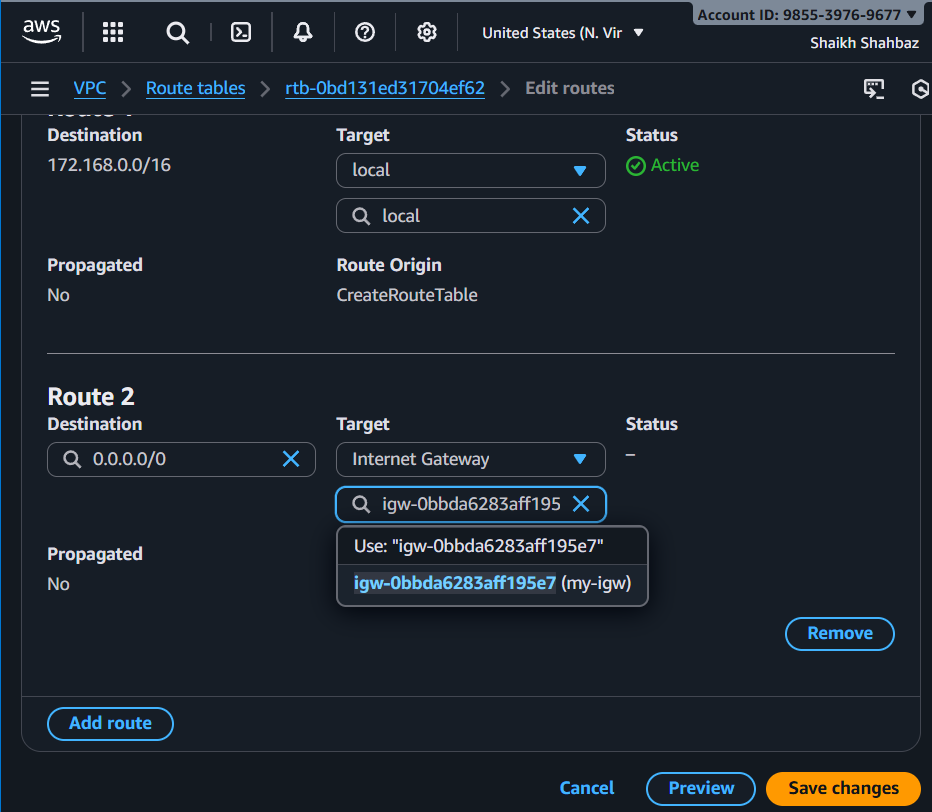 aws
United States (N. Vir
Account ID: 9855-3976-9677
Shaikh Shahbaz
VPC
Route tables
rtb-0bd131ed31704ef62
Edit routes
Destination
Target
Status
172.168.0.0/16
local
Active
local
Propagated
Route Origin
No
CreateRouteTable
Route 2
Destination
Target
Status
0.0.0.0/0
Internet Gateway
–
igw-0bbda6283aff195
Use: "igw-0bbda6283aff195e7"
Propagated
igw-0bbda6283aff195e7 (my-igw)
No
Remove
Add route
Cancel
Preview
Save changes